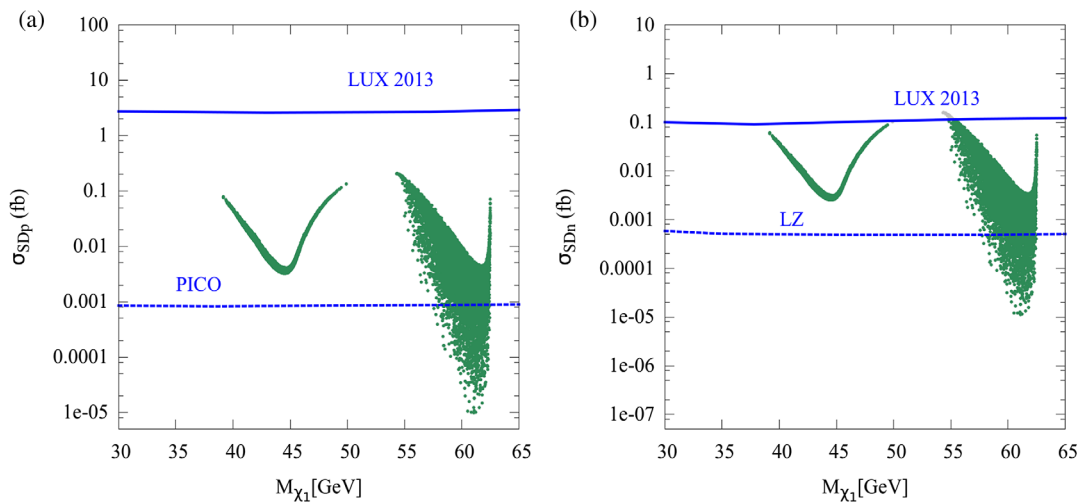 (a)
100
10
1
0.1
0.01
0.001
0.0001
1e-05
σSDp (fb)
LUX 2013
PICO
30 35 40 45 50 55 60 65
Mχ1[GeV]
(b)
10
1
0.1
0.01
0.001
0.0001
1e-05
1e-06
1e-07
σSDn (fb)
LUX 2013
LZ
30 35 40 45 50 55 60 65
Mχ1[GeV]